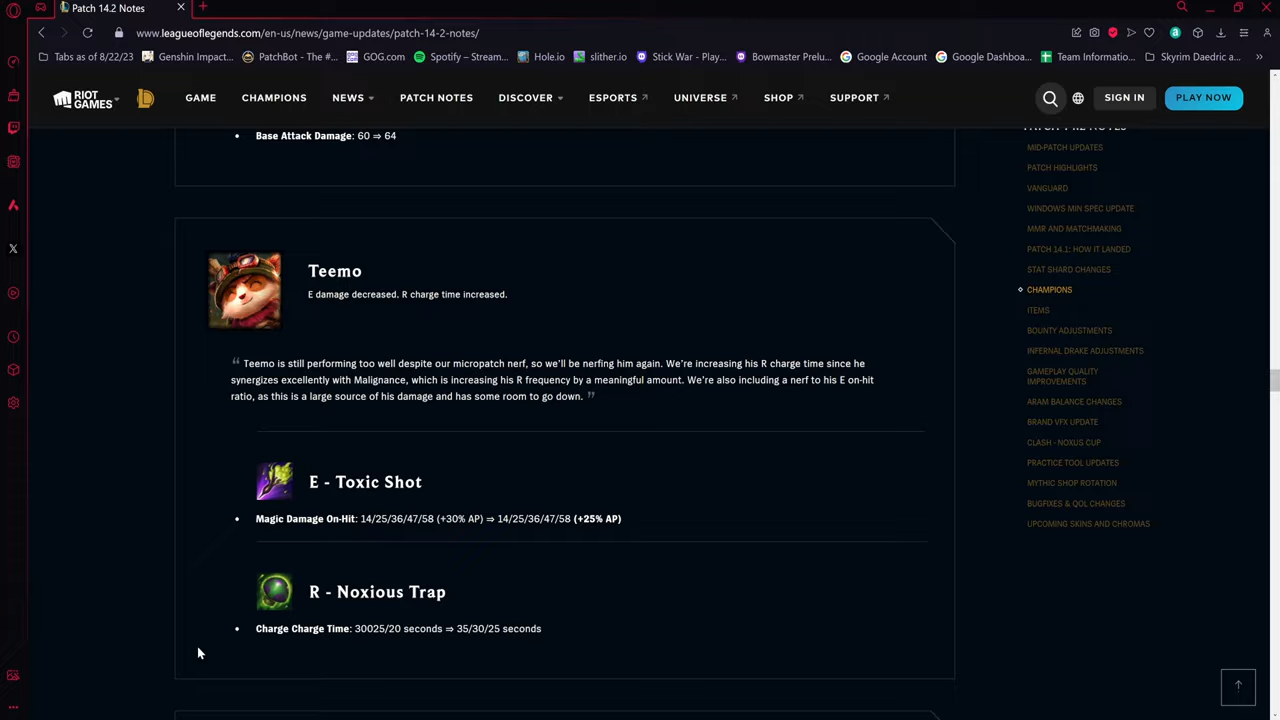 Patch 14.2 Notes
www.leagueoflegends.com/en-us/news/game-updates/patch-14-2-notes/
Tabs as of 8/22/23 Genshin Impact... PatchBot - The #... GOG.com Spotify – Stream... Hole.io slither.io Stick War - Play... Bowmaster Prelu... Google Account Google Dashboa... Team Informatio... Skyrim Daedric a...
RIOT GAMES GAME CHAMPIONS NEWS PATCH NOTES DISCOVER ESPORTS UNIVERSE SHOP SUPPORT SIGN IN PLAY NOW
• Base Attack Damage: 60 ⇒ 64
Teemo
E damage decreased. R charge time increased.
" Teemo is still performing too well despite our micropatch nerf, so we'll be nerfing him again. We're increasing his R charge time since he
synergizes excellently with Malignance, which is increasing his R frequency by a meaningful amount. We're also including a nerf to his E on-hit
ratio, as this is a large source of his damage and has some room to go down. "
E - Toxic Shot
• Magic Damage On-Hit: 14/25/36/47/58 (+30% AP) ⇒ 14/25/36/47/58 (+25% AP)
R - Noxious Trap
• Charge Charge Time: 30025/20 seconds ⇒ 35/30/25 seconds
PATCH 14.2 NOTES
MID-PATCH UPDATES
PATCH HIGHLIGHTS
VANGUARD
WINDOWS MIN SPEC UPDATE
MMR AND MATCHMAKING
PATCH 14.1: HOW IT LANDED
STAT SHARD CHANGES
CHAMPIONS
ITEMS
BOUNTY ADJUSTMENTS
INFERNAL DRAKE ADJUSTMENTS
GAMEPLAY QUALITY
IMPROVEMENTS
ARAM BALANCE CHANGES
BRAND VFX UPDATE
CLASH - NOXUS CUP
PRACTICE TOOL UPDATES
MYTHIC SHOP ROTATION
BUGFIXES & QOL CHANGES
UPCOMING SKINS AND CHROMAS